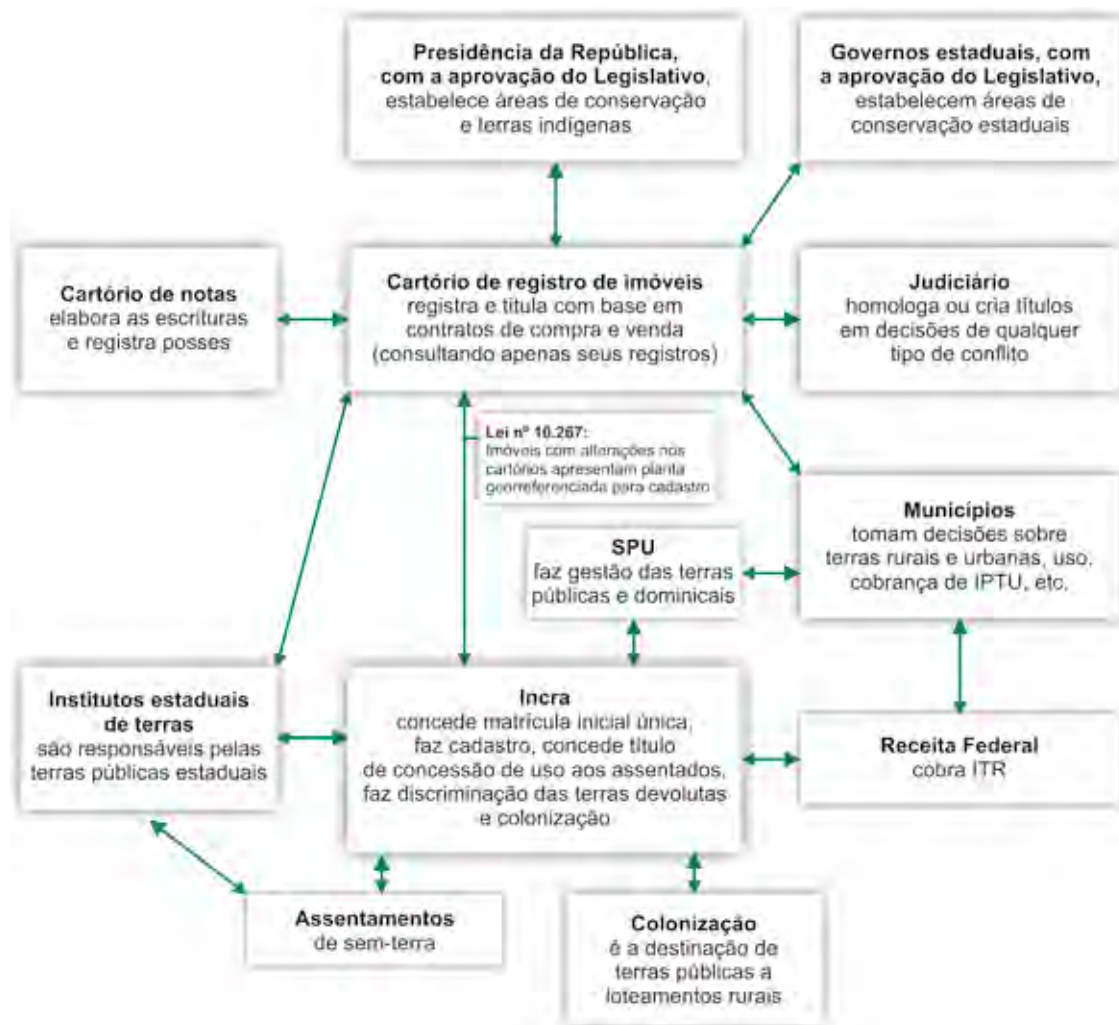 Presidência da República,
com a aprovação do Legislativo,
estabelece áreas de conservação
e terras indígenas
Governos estaduais, com
a aprovação do Legislativo,
estabelecem áreas de
conservação estaduais
Cartório de notas
elabora as escrituras
e registra posses
Cartório de registro de imóveis
registra e titula com base em
contratos de compra e venda
(consultando apenas seus registros)
Judiciário
homologa ou cria títulos
em decisões de qualquer
tipo de conflito
Lei nº 10.267:
Imóveis com alterações nos
cartórios apresentam planta
georreferenciada para cadastro
Municípios
tomam decisões sobre
terras rurais e urbanas, uso,
cobrança de IPTU, etc.
SPU
faz gestão das terras
públicas e dominicais
Institutos estaduais
de terras
são responsáveis pelas
terras públicas estaduais
Incra
concede matrícula inicial única,
faz cadastro, concede título
de concessão de uso aos assentados,
faz discriminação das terras devolutas
e colonização
Receita Federal
cobra ITR
Assentamentos
de sem-terra
Colonização
é a destinação de
terras públicas a
loteamentos rurais